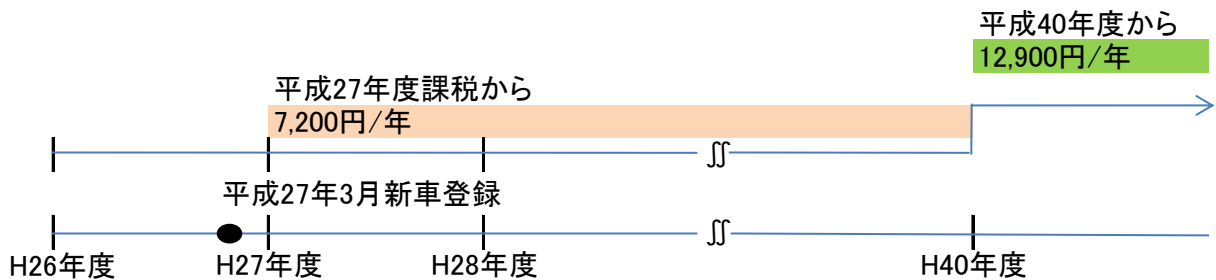 平成40年度から
12,900円/年
平成27年度課税から
7,200円/年
∬
平成27年3月新車登録
∬
H26年度
H27年度
H28年度
H40年度